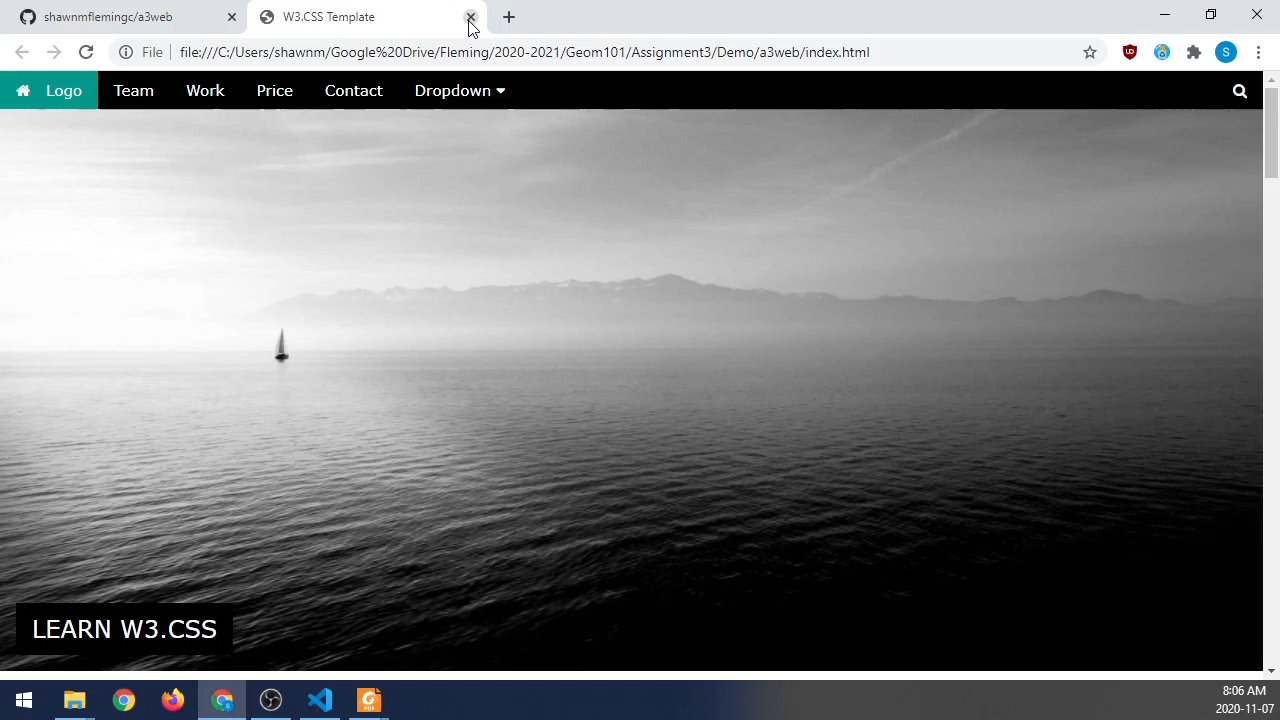 shawnmflemingc/a3web
W3.CSS Template
File
file:///C:/Users/shawnm/Google%20Drive/Fleming/2020-2021/Geom101/Assignment3/Demo/a3web/index.html
S
Logo Team Work Price Contact Dropdown
LEARN W3.CSS
8:06 AM
2020-11-07